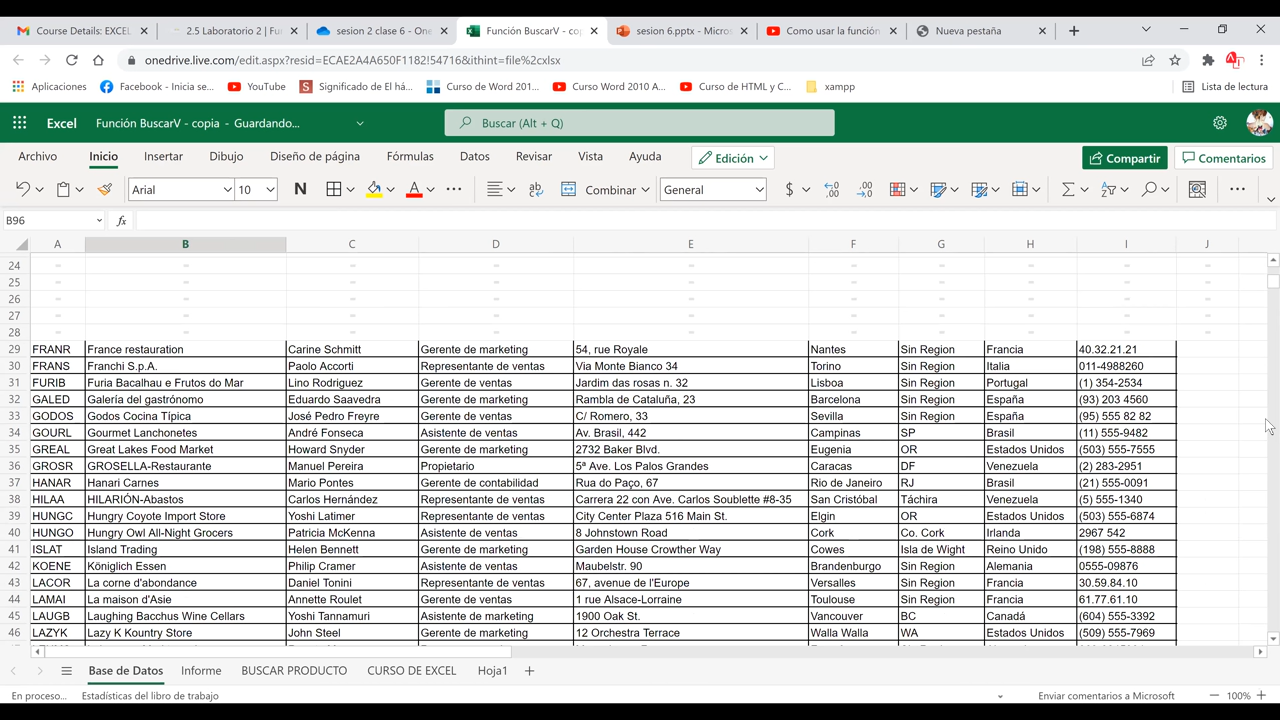 Course Details: EXCEL
2.5 Laboratorio 2 | Fu
sesion 2 clase 6 - One
Función BuscarV - cop
sesion 6.pptx - Micros
Como usar la función
Nueva pestaña
onedrive.live.com/edit.aspx?resid=ECAE2A4A650F1182!54716&ithint=file%2cxlsx
Aplicaciones Facebook - Inicia se... YouTube Significado de El há... Curso de Word 201... Curso Word 2010 A... Curso de HTML y C... xampp Lista de lectura
Excel Función BuscarV - copia - Guardando... Buscar (Alt + Q)
Archivo Inicio Insertar Dibujo Diseño de página Fórmulas Datos Revisar Vista Ayuda Edición Compartir Comentarios
Arial 10 N Combinar General $
B96 fx
A B C D E F G H I J
24
25
26
27
28
29 FRANR France restauration Carine Schmitt Gerente de marketing 54, rue Royale Nantes Sin Region Francia 40.32.21.21
30 FRANS Franchi S.p.A. Paolo Accorti Representante de ventas Via Monte Bianco 34 Torino Sin Region Italia 011-4988260
31 FURIB Furia Bacalhau e Frutos do Mar Lino Rodriguez Gerente de ventas Jardim das rosas n. 32 Lisboa Sin Region Portugal (1) 354-2534
32 GALED Galería del gastrónomo Eduardo Saavedra Gerente de marketing Rambla de Cataluña, 23 Barcelona Sin Region España (93) 203 4560
33 GODOS Godos Cocina Típica José Pedro Freyre Gerente de ventas C/ Romero, 33 Sevilla Sin Region España (95) 555 82 82
34 GOURL Gourmet Lanchonetes André Fonseca Asistente de ventas Av. Brasil, 442 Campinas SP Brasil (11) 555-9482
35 GREAL Great Lakes Food Market Howard Snyder Gerente de marketing 2732 Baker Blvd. Eugenia OR Estados Unidos (503) 555-7555
36 GROSR GROSELLA-Restaurante Manuel Pereira Propietario 5ª Ave. Los Palos Grandes Caracas DF Venezuela (2) 283-2951
37 HANAR Hanari Carnes Mario Pontes Gerente de contabilidad Rua do Paço, 67 Rio de Janeiro RJ Brasil (21) 555-0091
38 HILAA HILARIÓN-Abastos Carlos Hernández Representante de ventas Carrera 22 con Ave. Carlos Soublette #8-35 San Cristóbal Táchira Venezuela (5) 555-1340
39 HUNGC Hungry Coyote Import Store Yoshi Latimer Representante de ventas City Center Plaza 516 Main St. Elgin OR Estados Unidos (503) 555-6874
40 HUNGO Hungry Owl All-Night Grocers Patricia McKenna Asistente de ventas 8 Johnstown Road Cork Co. Cork Irlanda 2967 542
41 ISLAT Island Trading Helen Bennett Gerente de marketing Garden House Crowther Way Cowes Isla de Wight Reino Unido (198) 555-8888
42 KOENE Königlich Essen Philip Cramer Asistente de ventas Maubelstr. 90 Brandenburgo Sin Region Alemania 0555-09876
43 LACOR La corne d'abondance Daniel Tonini Representante de ventas 67, avenue de l'Europe Versalles Sin Region Francia 30.59.84.10
44 LAMAI La maison d'Asie Annette Roulet Gerente de ventas 1 rue Alsace-Lorraine Toulouse Sin Region Francia 61.77.61.10
45 LAUGB Laughing Bacchus Wine Cellars Yoshi Tannamuri Asistente de marketing 1900 Oak St. Vancouver BC Canadá (604) 555-3392
46 LAZYK Lazy K Kountry Store John Steel Gerente de marketing 12 Orchestra Terrace Walla Walla WA Estados Unidos (509) 555-7969
Base de Datos Informe BUSCAR PRODUCTO CURSO DE EXCEL Hoja1
En proceso... Estadísticas del libro de trabajo Enviar comentarios a Microsoft 100%